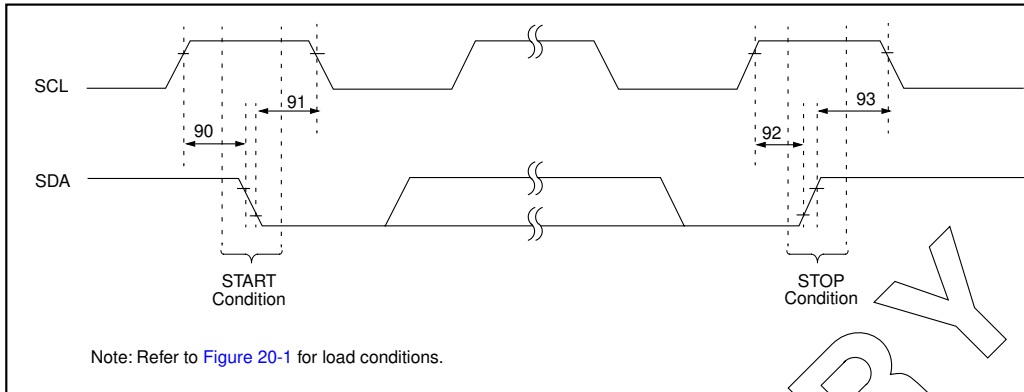 SCL
91
93
90
92
SDA
START
Condition
STOP
Condition
Note: Refer to Figure 20-1 for load conditions.
R Y